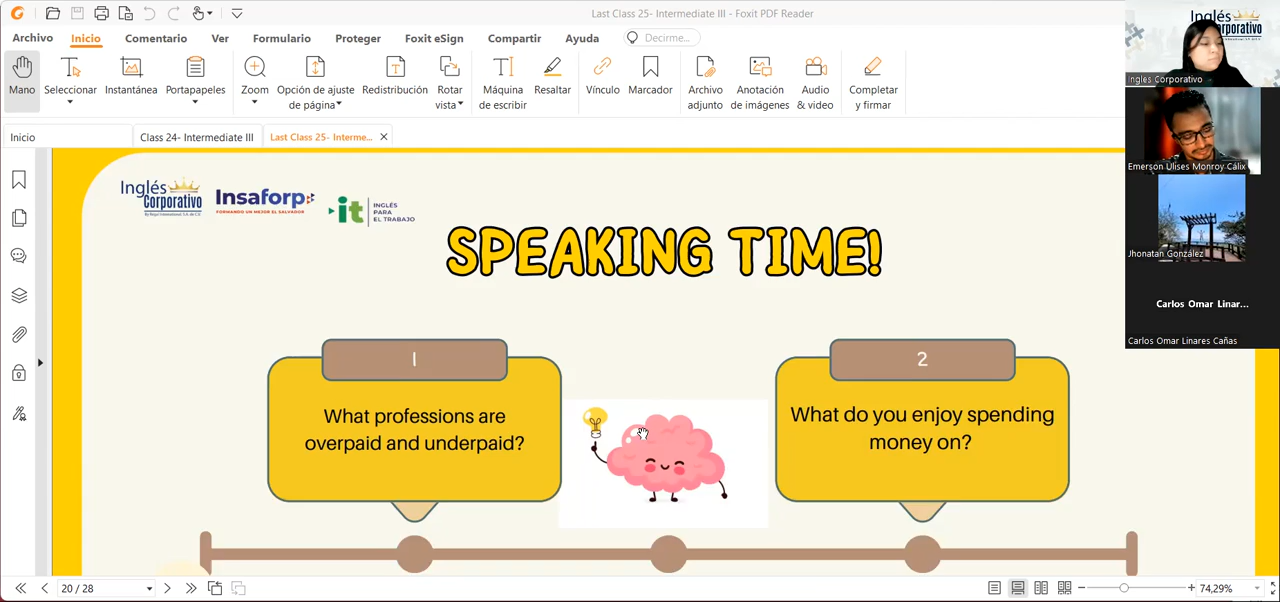 Last Class 25- Intermediate III - Foxit PDF Reader
Archivo Inicio Comentario Ver Formulario Proteger Foxit eSign Compartir Ayuda Decirme...
Mano
Seleccionar
Instantánea
Portapapeles
Zoom
Opción de ajuste
de página
Redistribución
Rotar
vista
Máquina
de escribir
Resaltar
Vínculo
Marcador
Archivo
adjunto
Anotación
de imágenes
Audio
& video
Completar
y firmar
Inicio
Class 24- Intermediate III
Last Class 25- Interme...
Inglés
Corporativo
Insaforp
FORMANDO UN MEJOR EL SALVADOR
it
INGLÉS
PARA
EL TRABAJO
SPEAKING TIME!
1
What professions are
overpaid and underpaid?
2
What do you enjoy spending
money on?
20 / 28
74,29%
Inglés
Corporativo
Ingles Corporativo
Emerson Ulises Monroy Cálix
Jhonatan González
Carlos Omar Linar...
Carlos Omar Linares Cañas